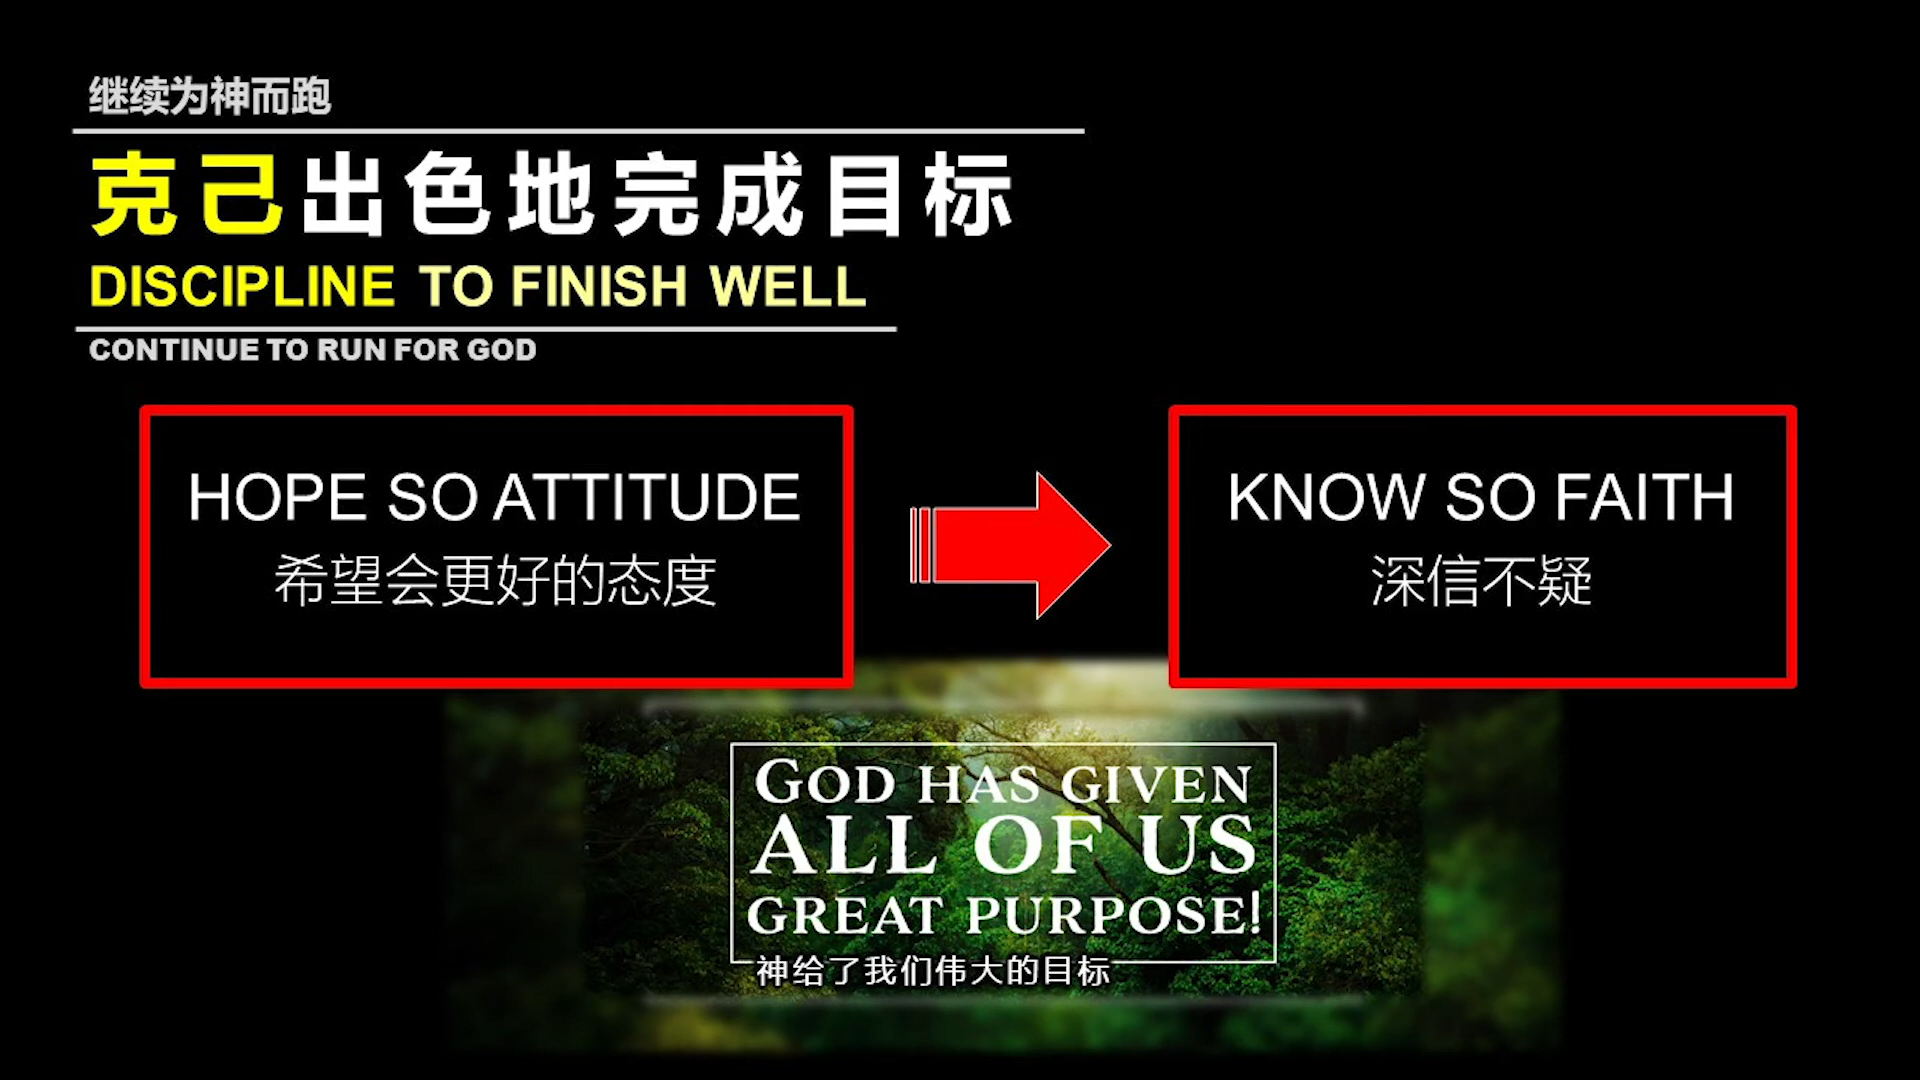 继续为神而跑
克己出色地完成目标
DISCIPLINE TO FINISH WELL
CONTINUE TO RUN FOR GOD
HOPE SO ATTITUDE
希望会更好的态度
KNOW SO FAITH
深信不疑
GOD HAS GIVEN
ALL OF US
GREAT PURPOSE!
神给了我们伟大的目标